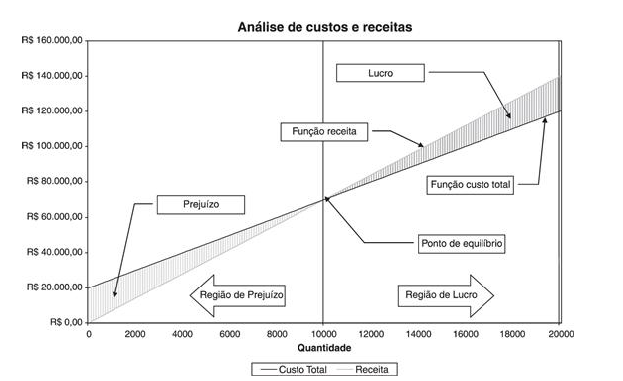 Análise de custos e receitas
R$ 160.000,00
R$ 140.000,00
R$ 120.000,00
R$ 100.000,00
R$ 80.000,00
R$ 60.000,00
R$ 40.000,00
R$ 20.000,00
R$ 0,00
Lucro
Função receita
Função custo total
Prejuízo
Ponto de equilíbrio
Região de Prejuízo
Região de Lucro
0 2000 4000 6000 8000 10000 12000 14000 16000 18000 20000
Quantidade
Custo Total Receita